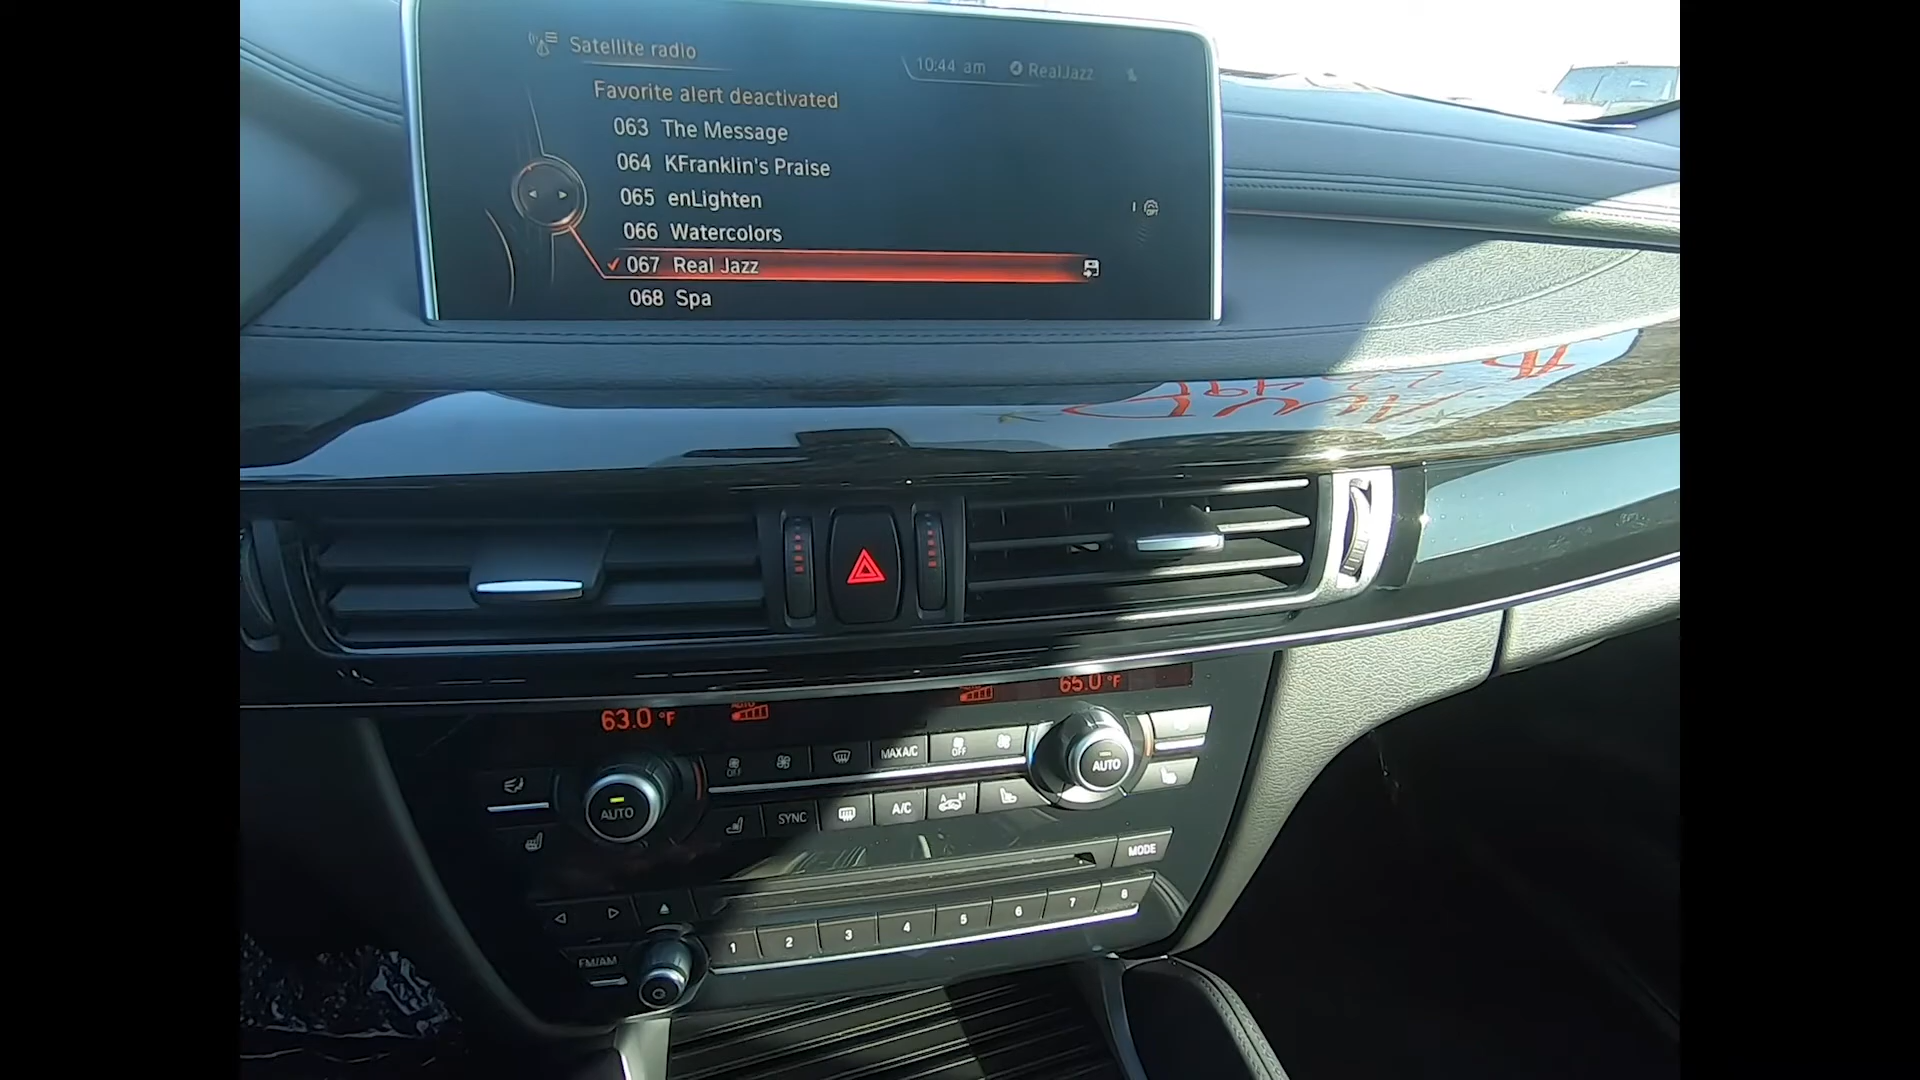 Satellite radio
10:44 am RealJazz
Favorite alert deactivated
063 The Message
064 KFranklin's Praise
065 enLighten
066 Watercolors
067 Real Jazz
068 Spa
63.0 °F
AUTO
65.0 °F
OFF
MAX A/C
OFF
AUTO
AUTO
SYNC
A/C
A M
MODE
1 2 3 4 5 6 7 8
FM/AM